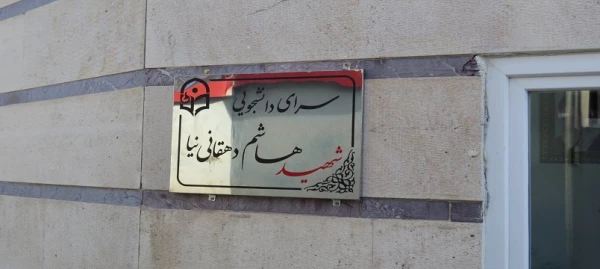 سرای دانشجویی
شهید هاشم دهقانی نیا